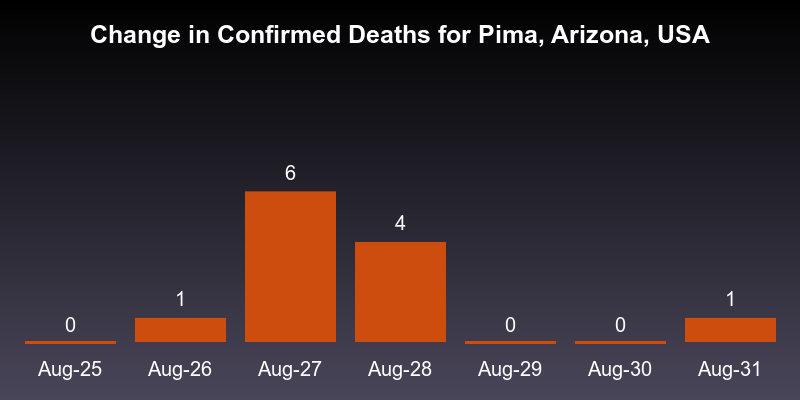 Change in Confirmed Deaths for Pima, Arizona, USA
0
1
6
4
0
0
1
Aug-25
Aug-26
Aug-27
Aug-28
Aug-29
Aug-30
Aug-31